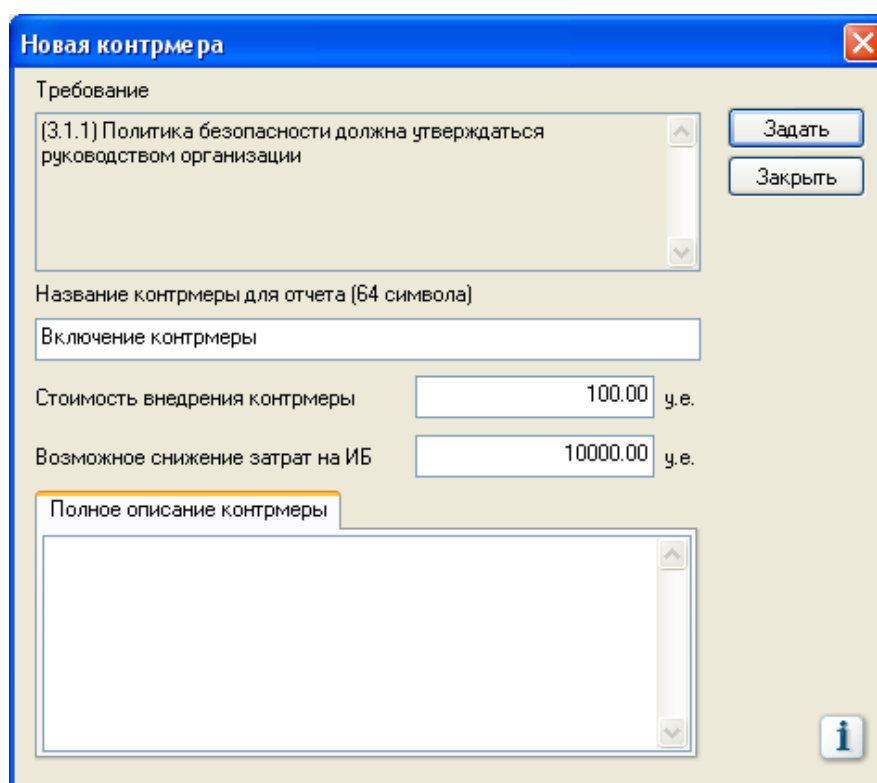 Новая контрмера
Требование
(3.1.1) Политика безопасности должна утверждаться
руководством организации
Задать
Закрыть
Название контрмеры для отчета (64 символа)
Включение контрмеры
Стоимость внедрения контрмеры 100.00 у.е.
Возможное снижение затрат на ИБ 10000.00 у.е.
Полное описание контрмеры
i